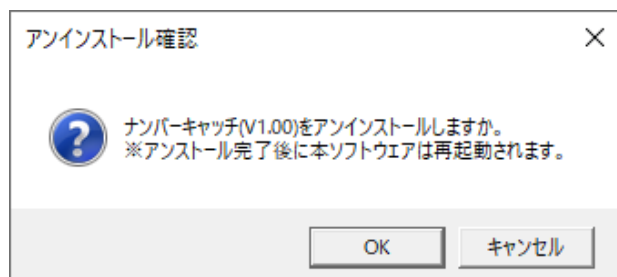 アンインストール確認
ナンバーキャッチ(V1.00)をアンインストールしますか。
※アンストール完了後に本ソフトウェアは再起動されます。
OK
キャンセル